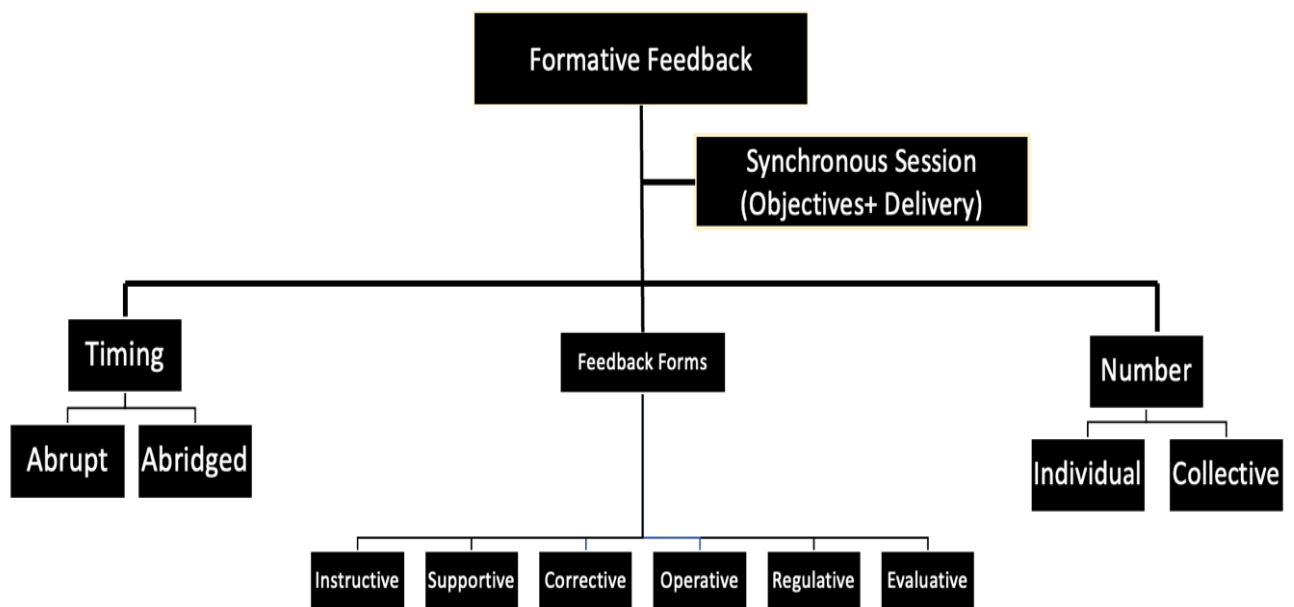 Formative Feedback
Synchronous Session
(Objectives+ Delivery)
Timing
Feedback Forms
Number
Abrupt
Abridged
Individual
Collective
Instructive
Supportive
Corrective
Operative
Regulative
Evaluative